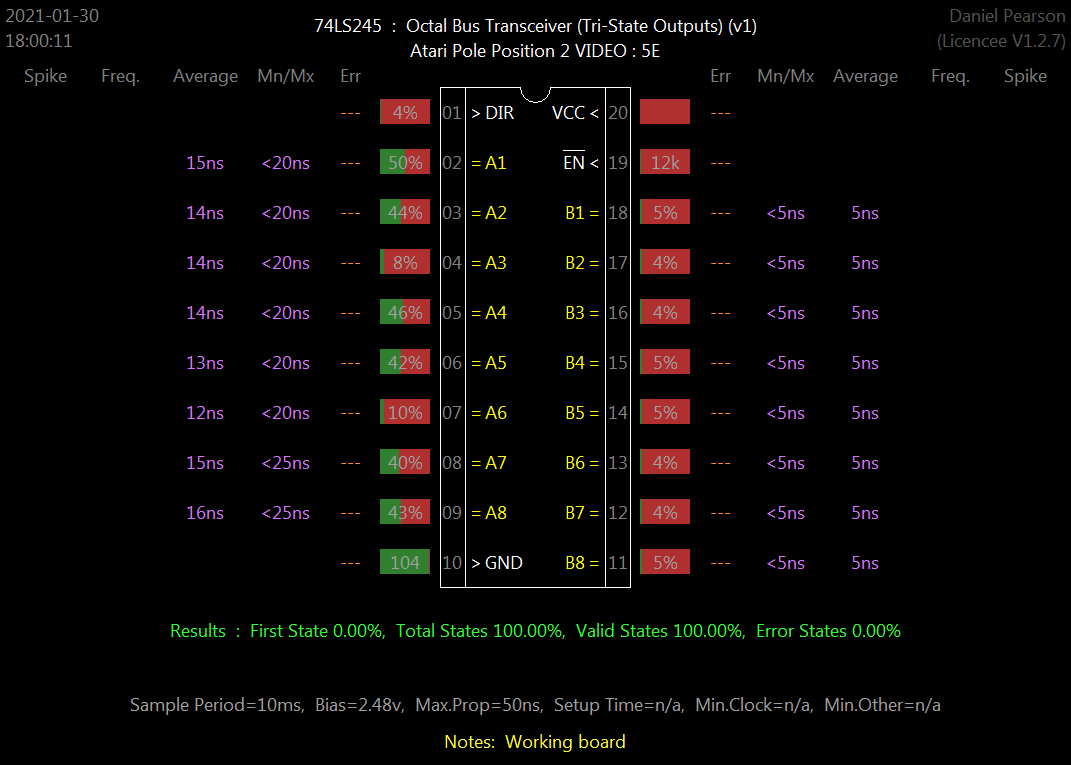 2021-01-30 74LS245 : Octal Bus Transceiver (Tri-State Outputs) (v1) Daniel Pearson
18:00:11 Atari Pole Position 2 VIDEO : 5E (Licencee V1.2.7)
Spike Freq. Average Mn/Mx Err Err Mn/Mx Average Freq. Spike
--- 4% 01 > DIR VCC < 20 ---
15ns <20ns --- 50% 02 = A1 EN < 19 12k ---
14ns <20ns --- 44% 03 = A2 B1 = 18 5% --- <5ns 5ns
14ns <20ns --- 8% 04 = A3 B2 = 17 4% --- <5ns 5ns
14ns <20ns --- 46% 05 = A4 B3 = 16 4% --- <5ns 5ns
13ns <20ns --- 42% 06 = A5 B4 = 15 5% --- <5ns 5ns
12ns <20ns --- 10% 07 = A6 B5 = 14 5% --- <5ns 5ns
15ns <25ns --- 40% 08 = A7 B6 = 13 4% --- <5ns 5ns
16ns <25ns --- 43% 09 = A8 B7 = 12 4% --- <5ns 5ns
--- 104 10 > GND B8 = 11 5% --- <5ns 5ns
Results : First State 0.00%, Total States 100.00%, Valid States 100.00%, Error States 0.00%
Sample Period=10ms, Bias=2.48v, Max.Prop=50ns, Setup Time=n/a, Min.Clock=n/a, Min.Other=n/a
Notes: Working board